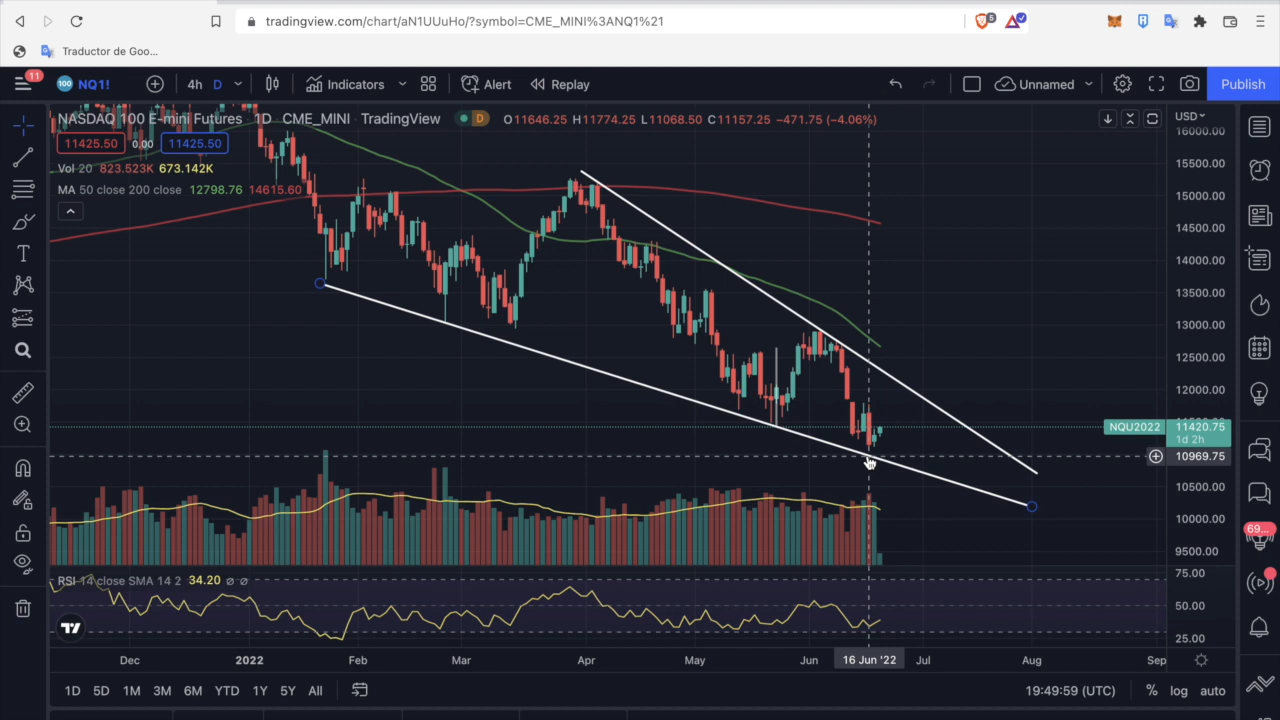 tradingview.com/chart/aN1UUuHo/?symbol=CME_MINI%3ANQ1%21
5
Traductor de Goo...
11
100 NQ1!
4h D
Indicators
Alert
Replay
Unnamed
Publish
NASDAQ 100 E-mini Futures · 1D · CME_MINI · TradingView
D
O11646.25 H11774.25 L11068.50 C11157.25 −471.75 (−4.06%)
USD
11425.50 0.00 11425.50
Vol 20 823.523K 673.142K
MA 50 close 200 close 12798.76 14615.60
16000.00
15500.00
15000.00
14500.00
14000.00
13500.00
13000.00
12500.00
12000.00
NQU2022 11420.75
1d 2h
10969.75
10500.00
10000.00
9500.00
69...
RSI 14 close SMA 14 2 34.20 ∅ ∅
75.00
50.00
25.00
Dec 2022 Feb Mar Apr May Jun 16 Jun '22 Jul Aug Sep
1D 5D 1M 3M 6M YTD 1Y 5Y All
19:49:59 (UTC) % log auto